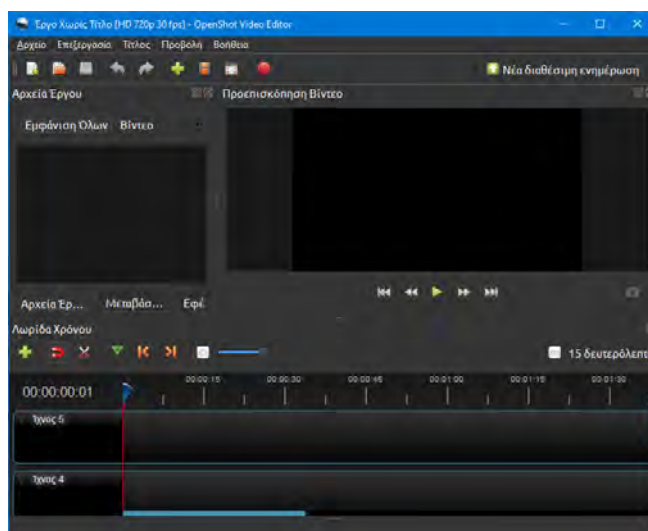 Έργο Χωρίς Τίτλο [HD 720p 30 fps] - OpenShot Video Editor
Αρχείο Επεξεργασία Τίτλος Προβολή Βοήθεια
Νέα διαθέσιμη ενημέρωση
Αρχεία Έργου
Προεπισκόπηση Βίντεο
Εμφάνιση Όλων Βίντεο
Αρχεία Έρ... Μεταβάσ... Εφέ
Λωρίδα Χρόνου
15 δευτερόλεπτ
00:00:00:01
00:00:15 00:00:30 00:00:45 00:01:00 00:01:15 00:01:30
Ίχνος 5
Ίχνος 4